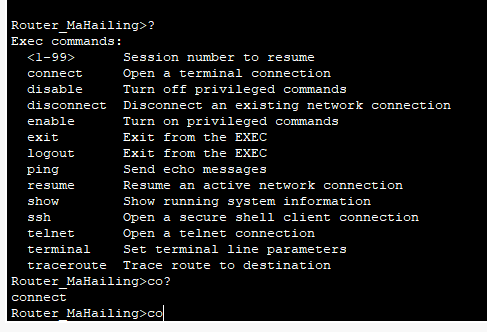 Router_MaHailing>?
Exec commands:
  <1-99>      Session number to resume
  connect     Open a terminal connection
  disable     Turn off privileged commands
  disconnect  Disconnect an existing network connection
  enable      Turn on privileged commands
  exit        Exit from the EXEC
  logout      Exit from the EXEC
  ping        Send echo messages
  resume      Resume an active network connection
  show        Show running system information
  ssh         Open a secure shell client connection
  telnet      Open a telnet connection
  terminal    Set terminal line parameters
  traceroute  Trace route to destination
Router_MaHailing>co?
connect
Router_MaHailing>co